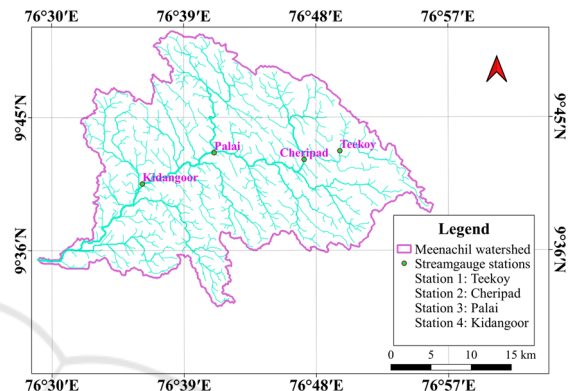 76°30′E 76°39′E 76°48′E 76°57′E
9°45′N 9°45′N
Palai
Teekoy
Cheripad
Kidangoor
9°36′N 9°36′N
Legend
Meenachil watershed
Streamgauge stations
Station 1: Teekoy
Station 2: Cheripad
Station 3: Palai
Station 4: Kidangoor
0 5 10 15 km
76°30′E 76°39′E 76°48′E 76°57′E